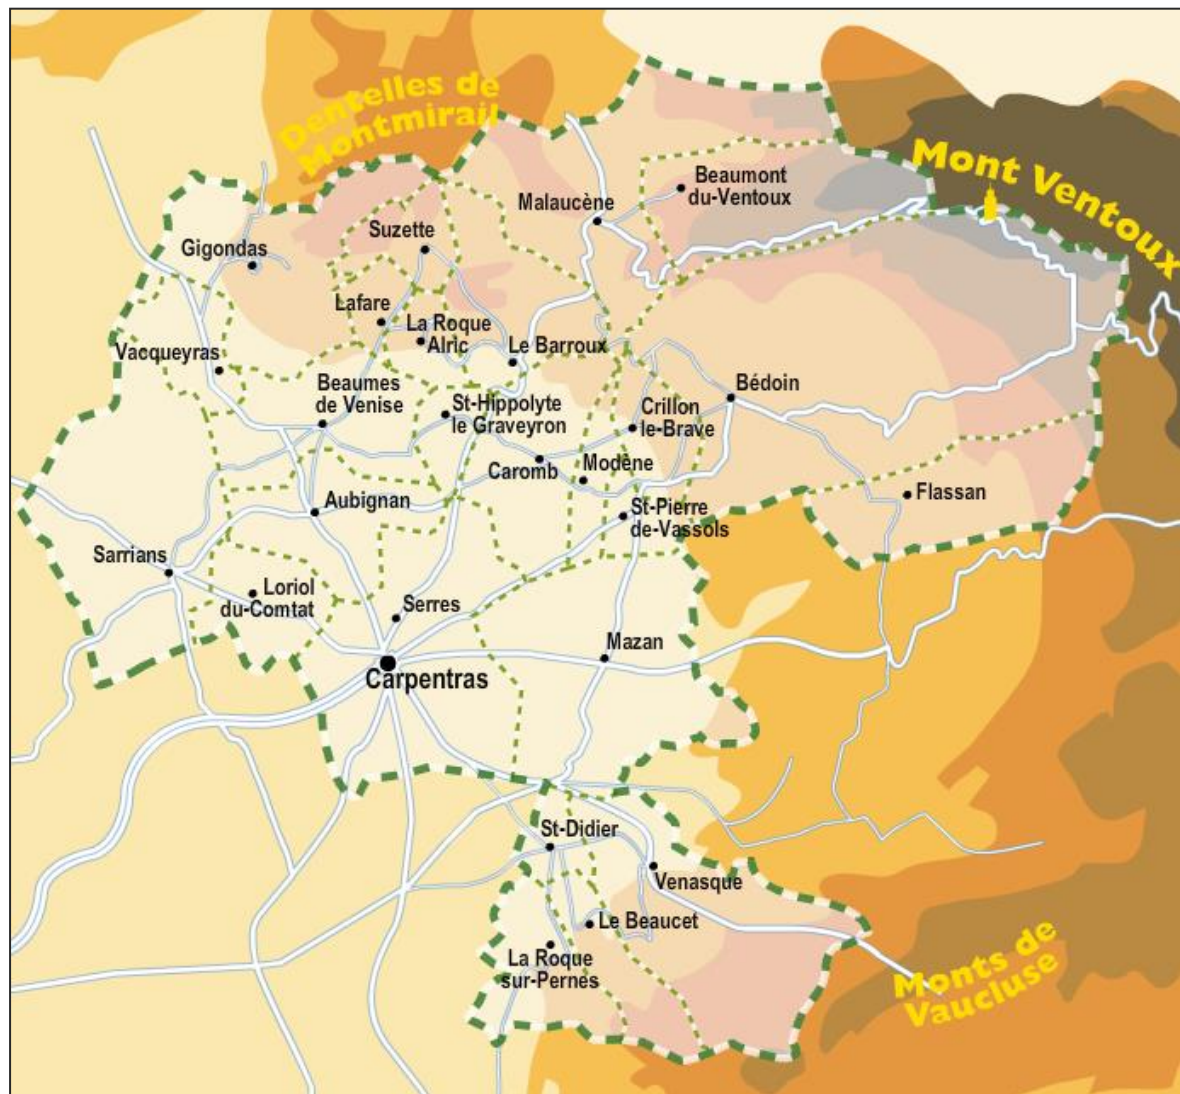 Dentelles de
Montmirail
Mont Ventoux
Beaumont
du-Ventoux
Malaucène
Suzette
Gigondas
Lafare
La Roque
Alric
Le Barroux
Vacqueyras
Beaumes
de Venise
St-Hippolyte
le Graveyron
Crillon
le-Brave
Bédoin
Caromb
Modène
Flassan
Aubignan
St-Pierre
de-Vassols
Sarrians
Loriol
du-Comtat
Serres
Mazan
Carpentras
St-Didier
Venasque
Le Beaucet
La Roque
sur-Pernes
Monts de
Vaucluse